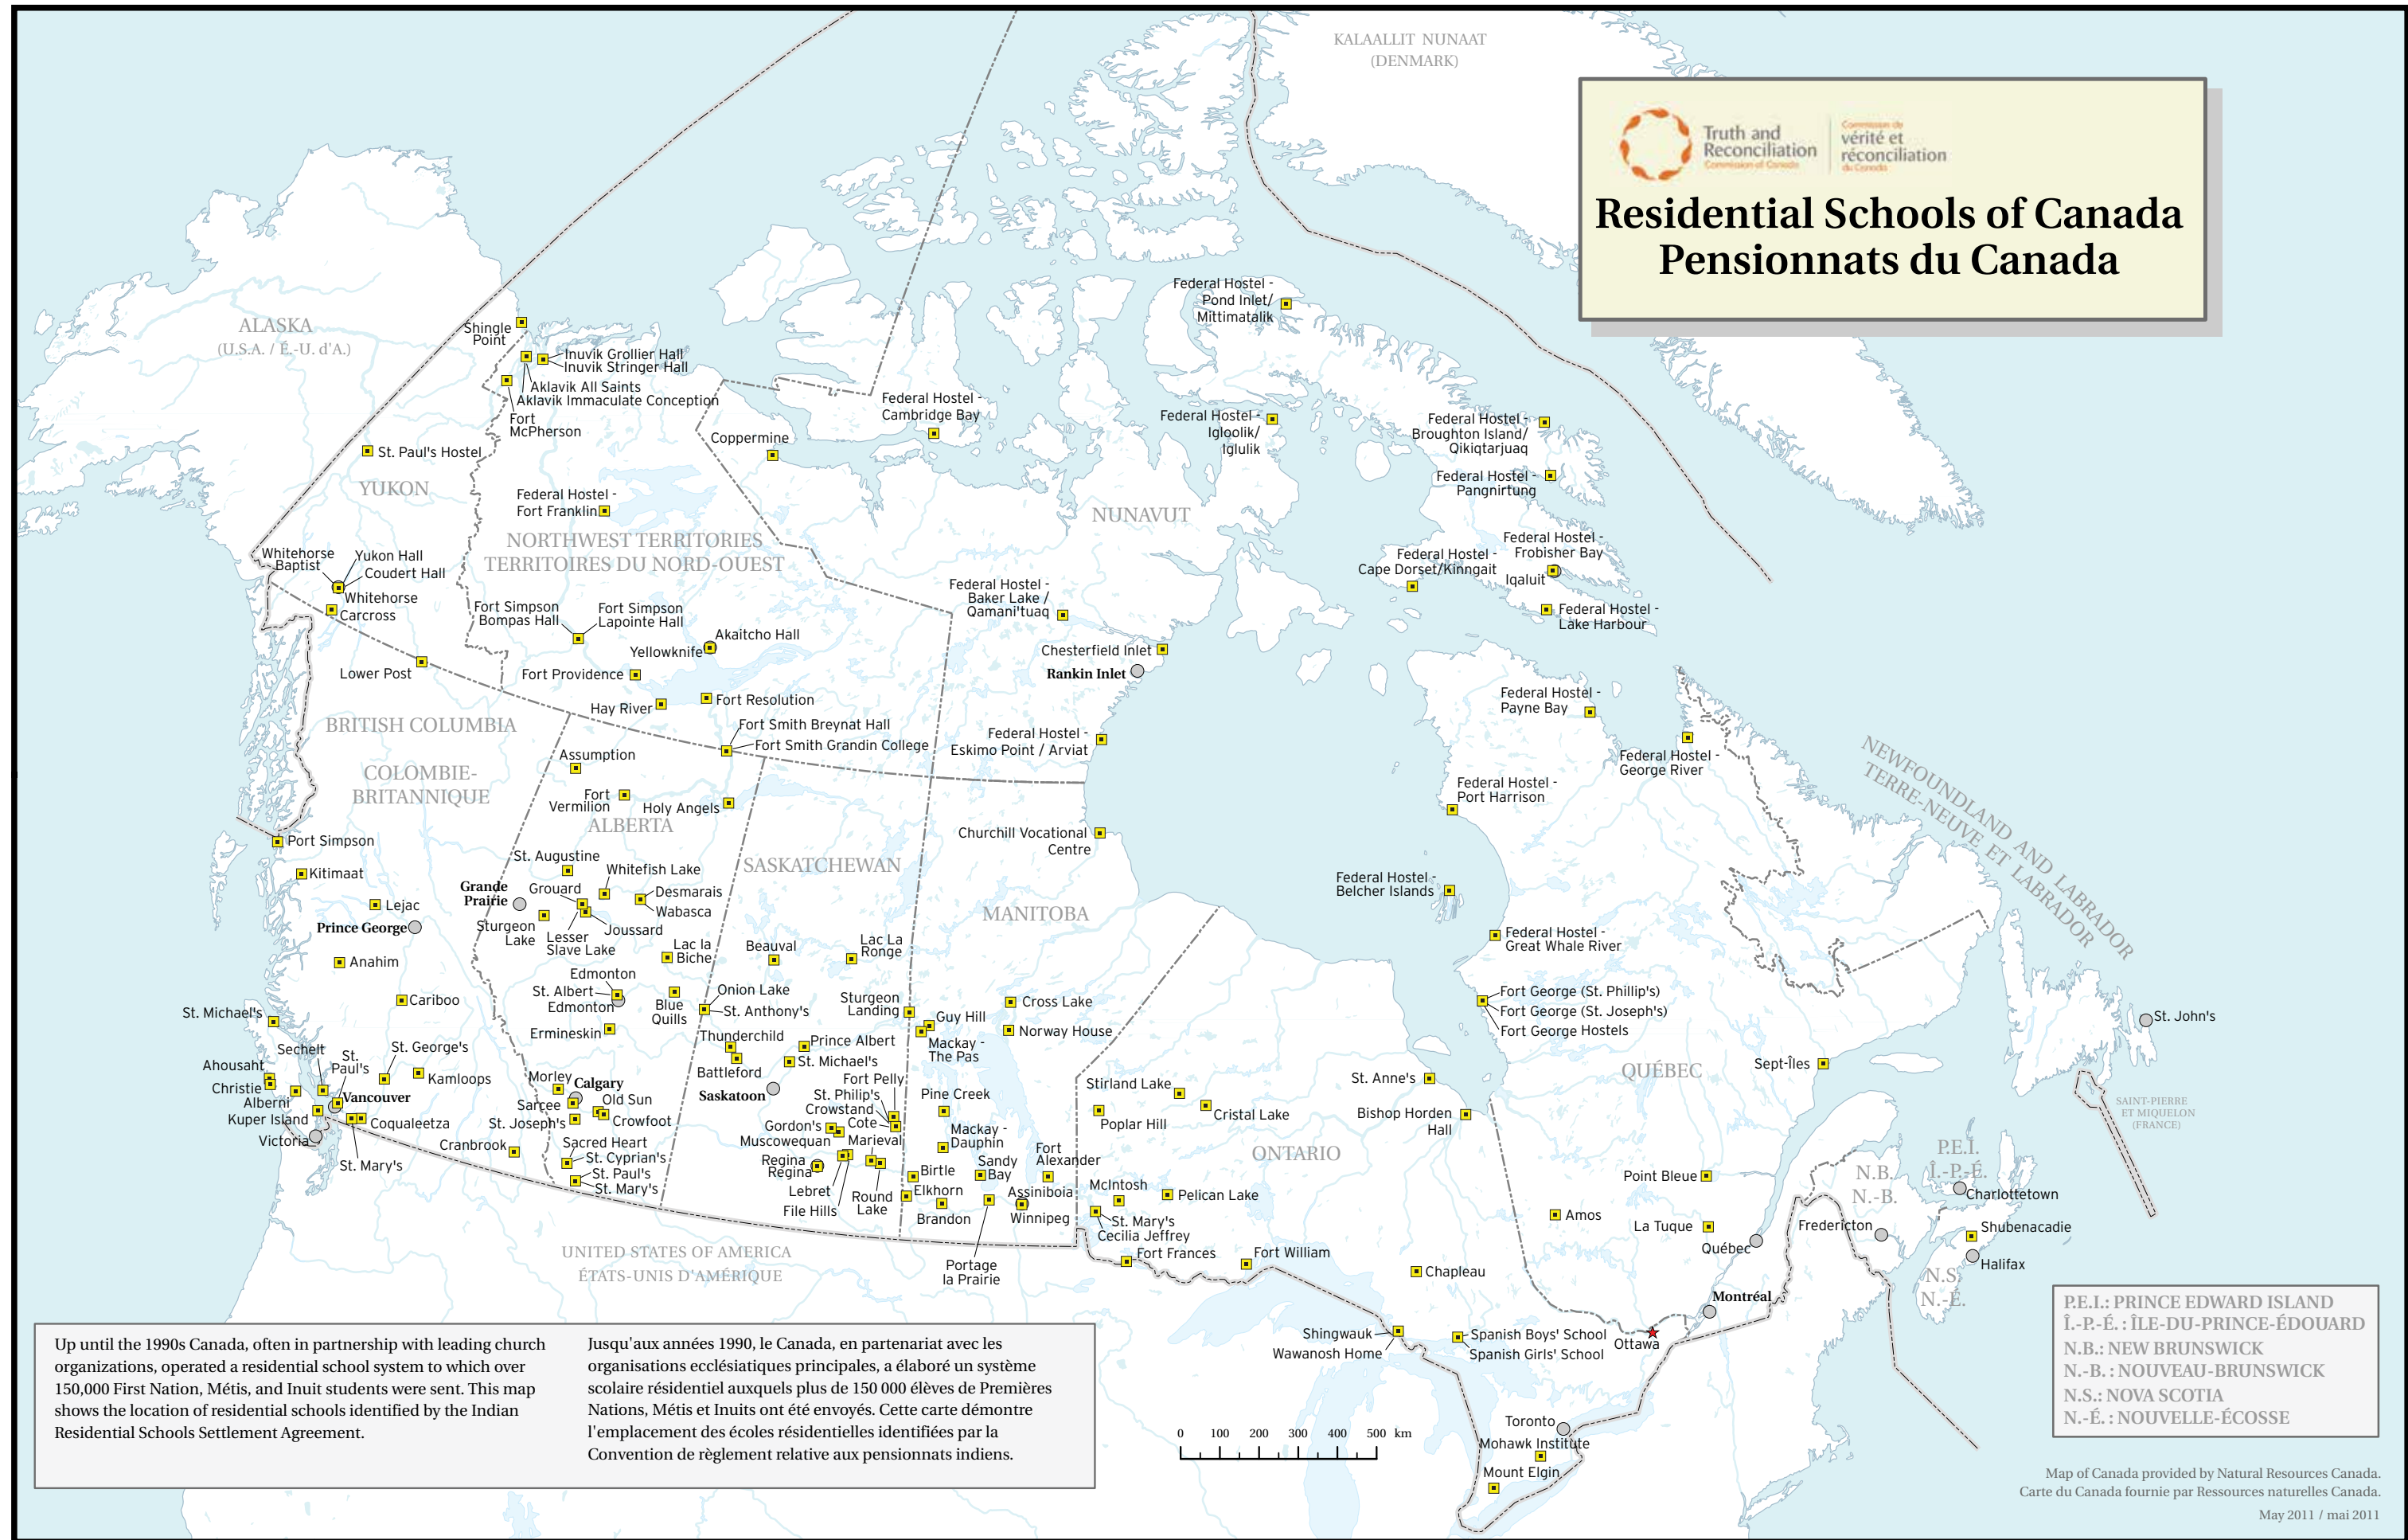 KALAALLIT NUNAAT
(DENMARK)
Truth and
Reconciliation
Commission of Canada
Commission de
vérité et
réconciliation
du Canada
Residential Schools of Canada
Pensionnats du Canada
ALASKA
(U.S.A. / É.-U. d'A.)
Shingle
Point
Inuvik Grollier Hall
Inuvik Stringer Hall
Aklavik All Saints
Aklavik Immaculate Conception
Fort
McPherson
St. Paul's Hostel
YUKON
Federal Hostel -
Fort Franklin
NORTHWEST TERRITORIES
TERRITOIRES DU NORD-OUEST
Coppermine
Federal Hostel -
Cambridge Bay
Federal Hostel -
Pond Inlet/
Mittimatalik
Federal Hostel -
Igloolik/
Iglulik
Federal Hostel -
Broughton Island/
Qikiqtarjuaq
Federal Hostel -
Pangnirtung
NUNAVUT
Federal Hostel -
Frobisher Bay
Iqaluit
Federal Hostel -
Cape Dorset/Kinngait
Federal Hostel -
Lake Harbour
Federal Hostel -
Baker Lake /
Qamani'tuaq
Chesterfield Inlet
Rankin Inlet
Federal Hostel -
Eskimo Point / Arviat
Whitehorse
Baptist
Yukon Hall
Coudert Hall
Whitehorse
Carcross
Lower Post
Fort Simpson
Bompas Hall
Fort Simpson
Lapointe Hall
Akaitcho Hall
Yellowknife
Fort Providence
Hay River
Fort Resolution
Fort Smith Breynat Hall
Fort Smith Grandin College
BRITISH COLUMBIA
COLOMBIE-
BRITANNIQUE
Port Simpson
Kitimaat
Lejac
Prince George
Anahim
Cariboo
St. Michael's
Sechelt
St.
Paul's
St. George's
Kamloops
Ahousaht
Christie
Alberni
Kuper Island
Victoria
Vancouver
Coqualeetza
St. Mary's
Cranbrook
Assumption
Fort
Vermilion
Holy Angels
ALBERTA
St. Augustine
Whitefish Lake
Grande
Prairie
Grouard
Desmarais
Wabasca
Sturgeon
Lake
Lesser
Slave Lake
Joussard
Lac la
Biche
Edmonton
St. Albert
Edmonton
Blue
Quills
Ermineskin
Morley
Calgary
Sarcee
Old Sun
St. Joseph's
Crowfoot
Sacred Heart
St. Cyprian's
St. Paul's
St. Mary's
SASKATCHEWAN
Beauval
Lac La
Ronge
Onion Lake
St. Anthony's
Sturgeon
Landing
Thunderchild
Prince Albert
St. Michael's
Battleford
Saskatoon
Fort Pelly
St. Philip's
Crowstand
Cote
Gordon's
Muscowequan
Marieval
Regina
Regina
Lebret
File Hills
Round
Lake
Churchill Vocational
Centre
MANITOBA
Cross Lake
Guy Hill
Norway House
Mackay -
The Pas
Pine Creek
Mackay -
Dauphin
Sandy
Bay
Fort
Alexander
Birtle
Elkhorn
Brandon
Assiniboia
Winnipeg
Portage
la Prairie
Stirland Lake
Cristal Lake
Poplar Hill
ONTARIO
McIntosh
Pelican Lake
St. Mary's
Cecilia Jeffrey
Fort Frances
Fort William
St. Anne's
Bishop Horden
Hall
Chapleau
Shingwauk
Wawanosh Home
Spanish Boys' School
Spanish Girls' School
Ottawa
Toronto
Mohawk Institute
Mount Elgin
Federal Hostel -
Payne Bay
Federal Hostel -
George River
Federal Hostel -
Port Harrison
Federal Hostel -
Belcher Islands
Federal Hostel -
Great Whale River
Fort George (St. Phillip's)
Fort George (St. Joseph's)
Fort George Hostels
QUÉBEC
Sept-Îles
Point Bleue
Amos
La Tuque
Québec
Montréal
NEWFOUNDLAND AND LABRADOR
TERRE-NEUVE ET LABRADOR
St. John's
SAINT-PIERRE
ET MIQUELON
(FRANCE)
P.E.I.
Î.-P.-É.
Charlottetown
N.B.
N.-B.
Fredericton
Shubenacadie
Halifax
N.S.
N.-É.
UNITED STATES OF AMERICA
ÉTATS-UNIS D'AMÉRIQUE
Up until the 1990s Canada, often in partnership with leading church
organizations, operated a residential school system to which over
150,000 First Nation, Métis, and Inuit students were sent. This map
shows the location of residential schools identified by the Indian
Residential Schools Settlement Agreement.
Jusqu'aux années 1990, le Canada, en partenariat avec les
organisations ecclésiatiques principales, a élaboré un système
scolaire résidentiel auxquels plus de 150 000 élèves de Premières
Nations, Métis et Inuits ont été envoyés. Cette carte démontre
l'emplacement des écoles résidentielles identifiées par la
Convention de règlement relative aux pensionnats indiens.
0 100 200 300 400 500 km
P.E.I.: PRINCE EDWARD ISLAND
Î.-P.-É. : ÎLE-DU-PRINCE-ÉDOUARD
N.B.: NEW BRUNSWICK
N.-B. : NOUVEAU-BRUNSWICK
N.S.: NOVA SCOTIA
N.-É. : NOUVELLE-ÉCOSSE
Map of Canada provided by Natural Resources Canada.
Carte du Canada fournie par Ressources naturelles Canada.
May 2011 / mai 2011